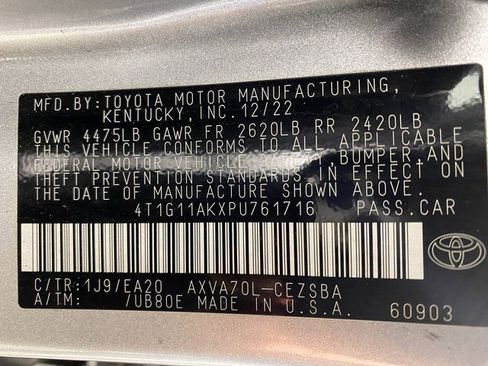 MFD.BY: TOYOTA MOTOR MANUFACTURING,
KENTUCKY, INC. 12/22
GVWR 4475LB GAWR FR 2620LB RR 2420LB
THIS VEHICLE CONFORMS TO ALL APPLICABLE
FEDERAL MOTOR VEHICLE SAFETY, BUMPER, AND
THEFT PREVENTION STANDARDS IN EFFECT ON
THE DATE OF MANUFACTURE SHOWN ABOVE.
4T1G11AKXPU761716 PASS.CAR
C/TR:1J9/EA20 AXVA70L-CEZSBA
A/TM: 7UB80E MADE IN U.S.A. 60903